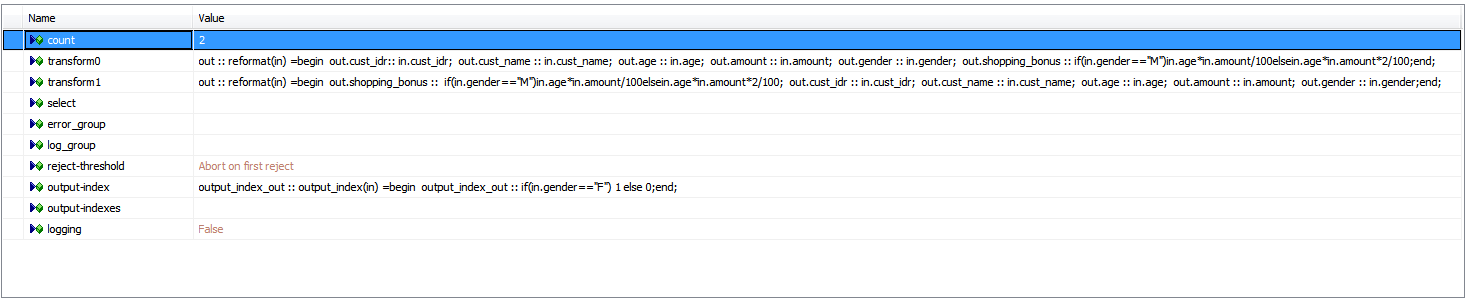 Name Value
count 2
transform0 out :: reformat(in) =begin out.cust_idr:: in.cust_idr; out.cust_name :: in.cust_name; out.age :: in.age; out.amount :: in.amount; out.gender :: in.gender; out.shopping_bonus :: if(in.gender=="M")in.age*in.amount/100elsein.age*in.amount*2/100;end;
transform1 out :: reformat(in) =begin out.shopping_bonus :: if(in.gender=="M")in.age*in.amount/100elsein.age*in.amount*2/100; out.cust_idr :: in.cust_idr; out.cust_name :: in.cust_name; out.age :: in.age; out.amount :: in.amount; out.gender :: in.gender;end;
select
error_group
log_group
reject-threshold Abort on first reject
output-index output_index_out :: output_index(in) =begin output_index_out :: if(in.gender=="F") 1 else 0;end;
output-indexes
logging False